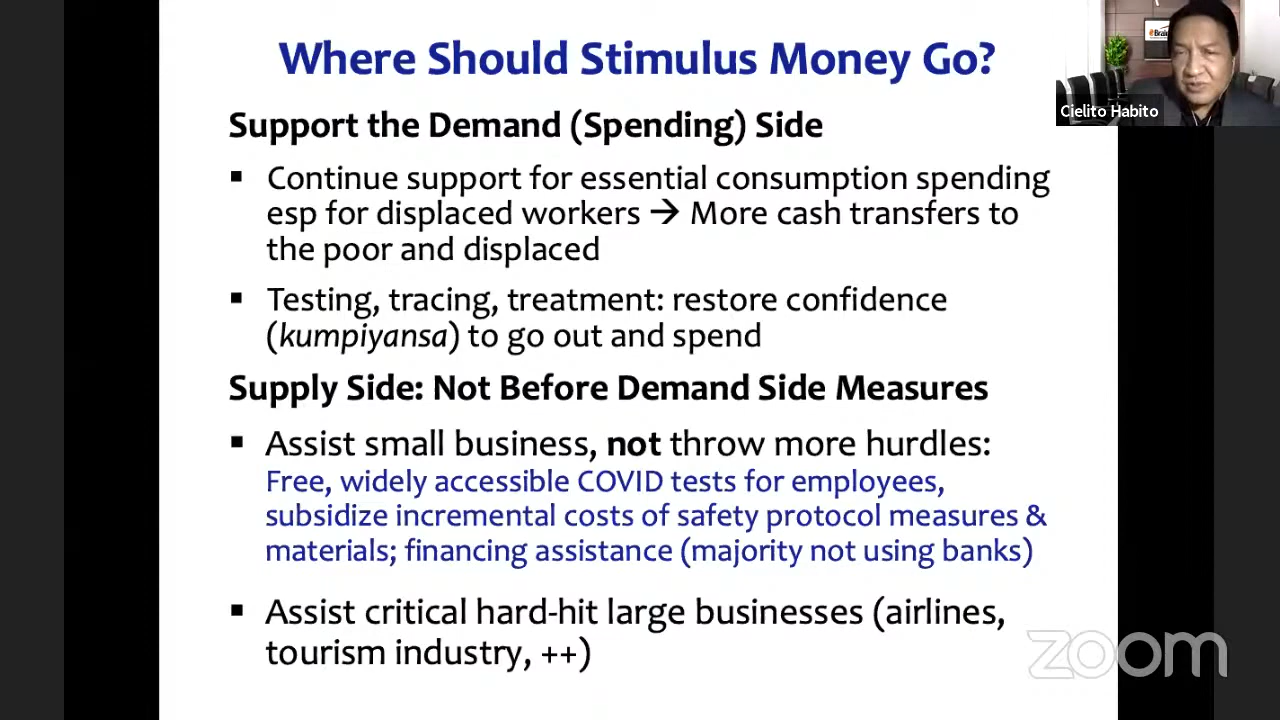 Where Should Stimulus Money Go?
Support the Demand (Spending) Side
▪ Continue support for essential consumption spending
esp for displaced workers → More cash transfers to
the poor and displaced
▪ Testing, tracing, treatment: restore confidence
(kumpiyansa) to go out and spend
Supply Side: Not Before Demand Side Measures
▪ Assist small business, not throw more hurdles:
Free, widely accessible COVID tests for employees,
subsidize incremental costs of safety protocol measures &
materials; financing assistance (majority not using banks)
▪ Assist critical hard-hit large businesses (airlines,
tourism industry, ++)
Cielito Habito
zoom